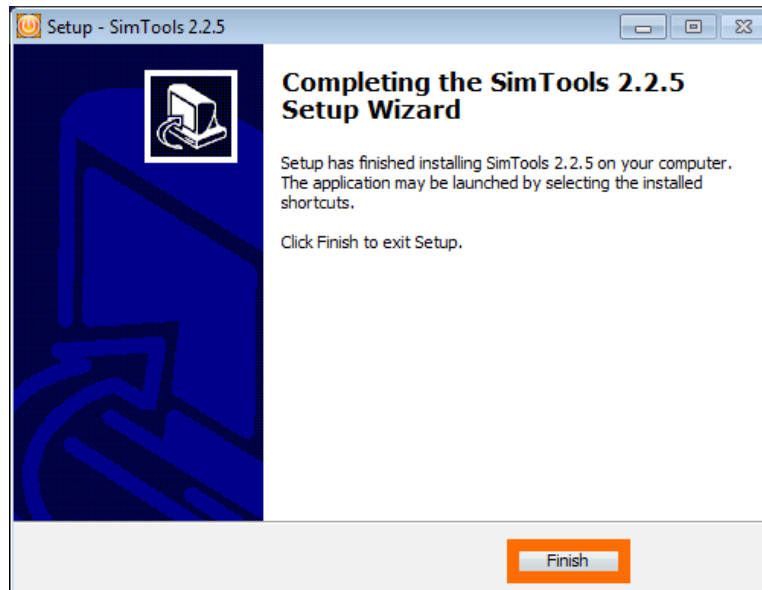 Setup - SimTools 2.2.5
Completing the SimTools 2.2.5
Setup Wizard
Setup has finished installing SimTools 2.2.5 on your computer.
The application may be launched by selecting the installed
shortcuts.
Click Finish to exit Setup.
Finish